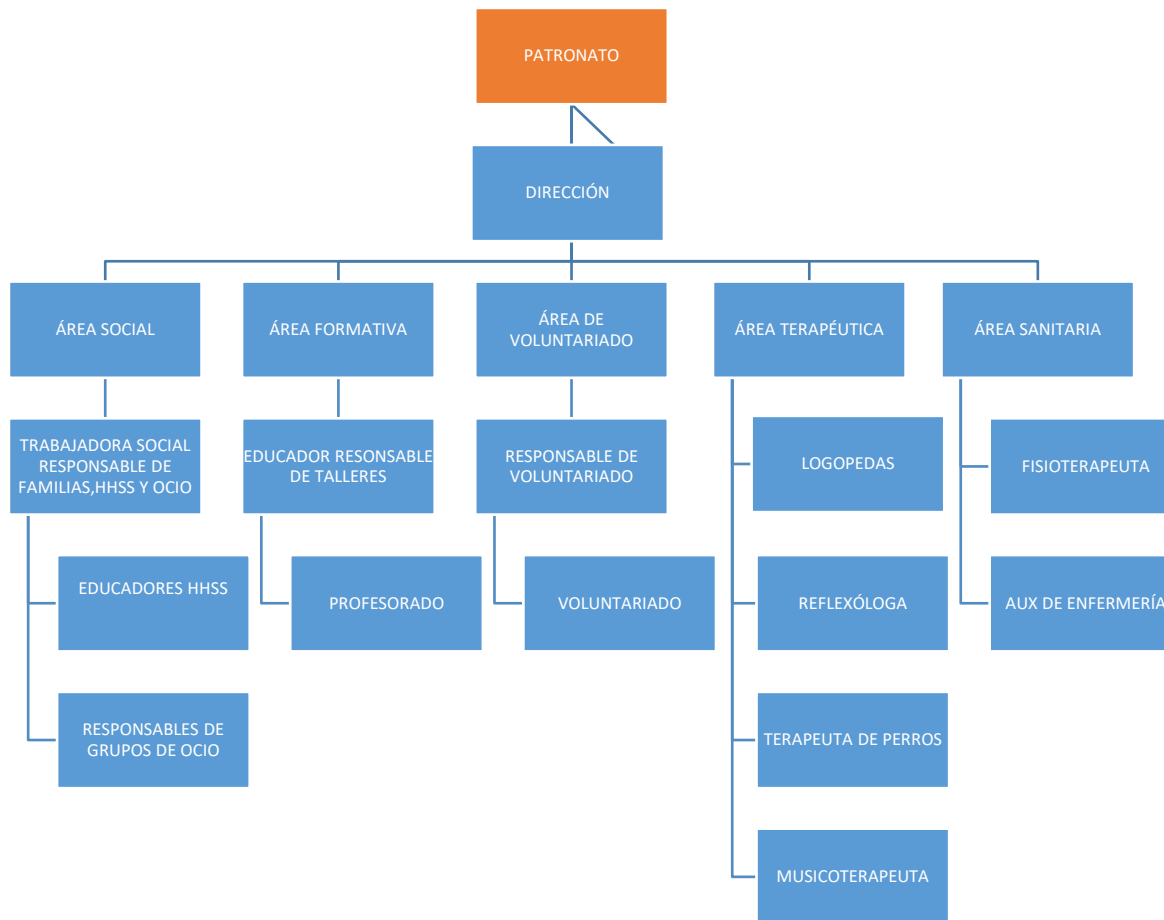 PATRONATO
DIRECCIÓN
ÁREA SOCIAL
ÁREA FORMATIVA
ÁREA DE
VOLUNTARIADO
ÁREA TERAPÉUTICA
ÁREA SANITARIA
TRABAJADORA SOCIAL
RESPONSABLE DE
FAMILIAS,HHSS Y OCIO
EDUCADOR RESONSABLE
DE TALLERES
RESPONSABLE DE
VOLUNTARIADO
LOGOPEDAS
FISIOTERAPEUTA
EDUCADORES HHSS
PROFESORADO
VOLUNTARIADO
REFLEXÓLOGA
AUX DE ENFERMERÍA
RESPONSABLES DE
GRUPOS DE OCIO
TERAPEUTA DE PERROS
MUSICOTERAPEUTA